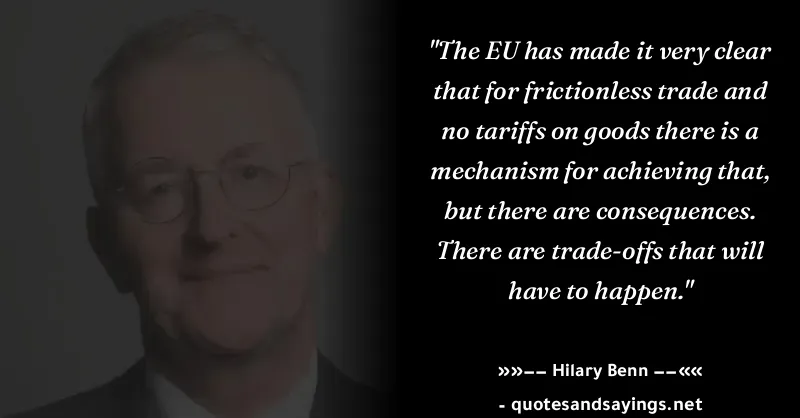 "The EU has made it very clear
that for frictionless trade and
no tariffs on goods there is a
mechanism for achieving that,
but there are consequences.
There are trade-offs that will
have to happen."
»»−− Hilary Benn −−««
- quotesandsayings.net